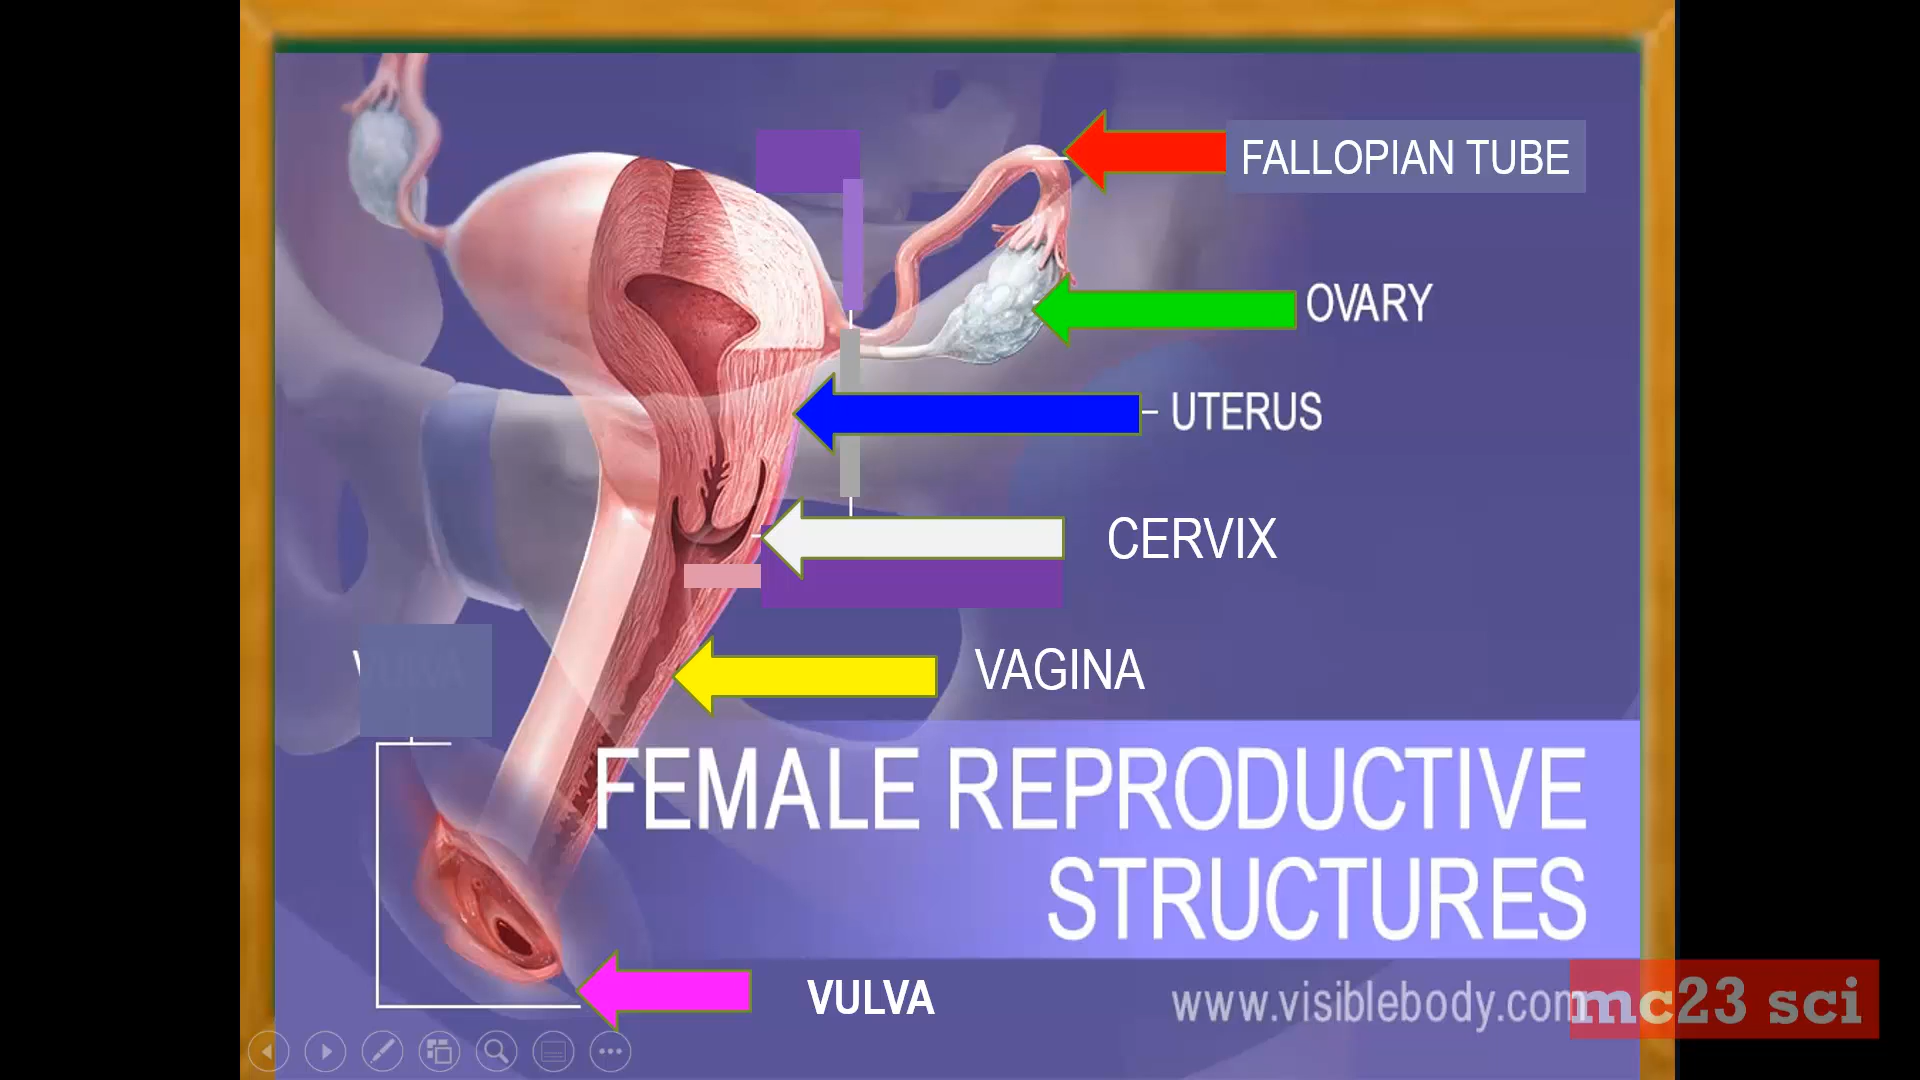 FALLOPIAN TUBE
OVARY
UTERUS
CERVIX
VAGINA
FEMALE REPRODUCTIVE
STRUCTURES
VULVA
www.visiblebody.com
mc23 sci